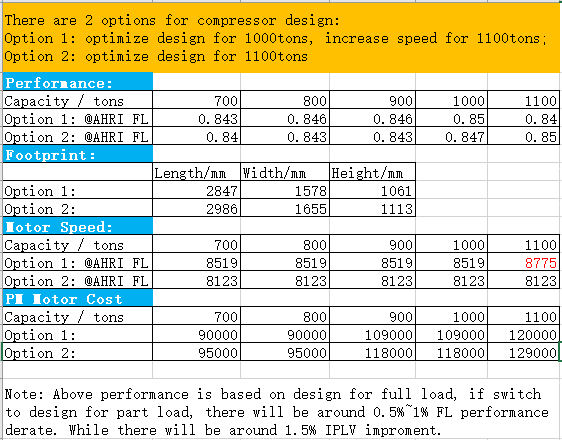 There are 2 options for compressor design:
Option 1: optimize design for 1000tons, increase speed for 1100tons;
Option 2: optimize design for 1100tons
Performance:
Capacity / tons 700 800 900 1000 1100
Option 1: @AHRI FL 0.843 0.846 0.846 0.85 0.84
Option 2: @AHRI FL 0.84 0.843 0.843 0.847 0.85
Footprint:
Length/mm Width/mm Height/mm
Option 1: 2847 1578 1061
Option 2: 2986 1655 1113
Motor Speed:
Capacity / tons 700 800 900 1000 1100
Option 1: @AHRI FL 8519 8519 8519 8519 8775
Option 2: @AHRI FL 8123 8123 8123 8123 8123
PM Motor Cost
Capacity / tons 700 800 900 1000 1100
Option 1: 90000 90000 109000 109000 120000
Option 2: 95000 95000 118000 118000 129000
Note: Above performance is based on design for full load, if switch
to design for part load, there will be around 0.5%~1% FL performance
derate. While there will be around 1.5% IPLV improment.